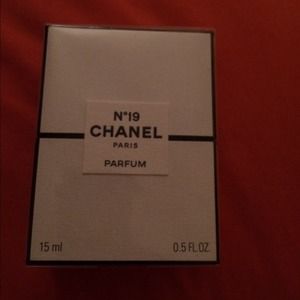 N°19
CHANEL
PARIS
PARFUM
15 ml 0.5 FL.OZ.